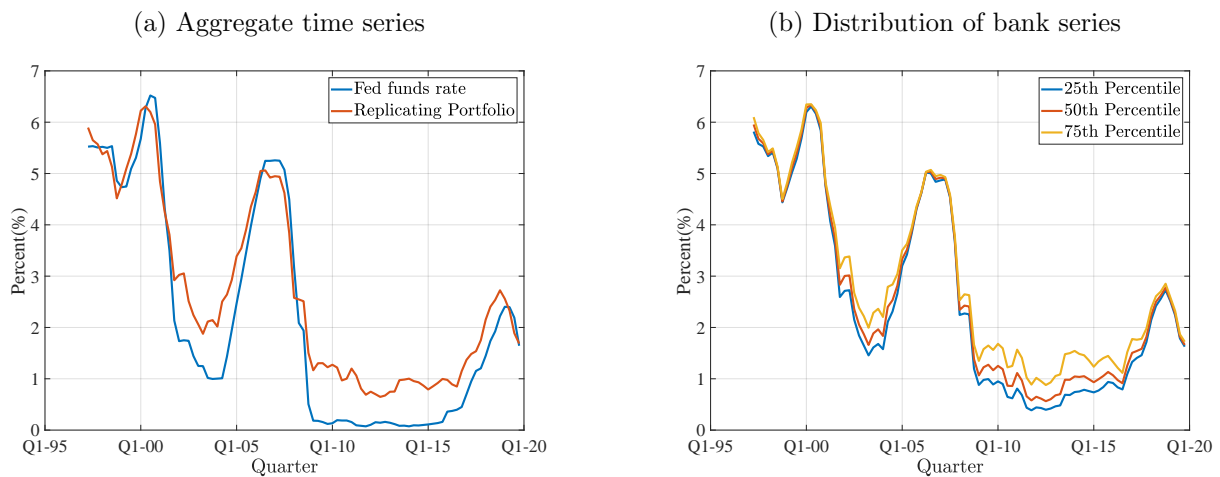 (a) Aggregate time series
7
6
5
4
3
2
1
0
Percent(%)
Fed funds rate
Replicating Portfolio
Q1-95
Q1-00
Q1-05
Q1-10
Q1-15
Q1-20
Quarter
(b) Distribution of bank series
7
6
5
4
3
2
1
0
Percent(%)
25th Percentile
50th Percentile
75th Percentile
Q1-95
Q1-00
Q1-05
Q1-10
Q1-15
Q1-20
Quarter